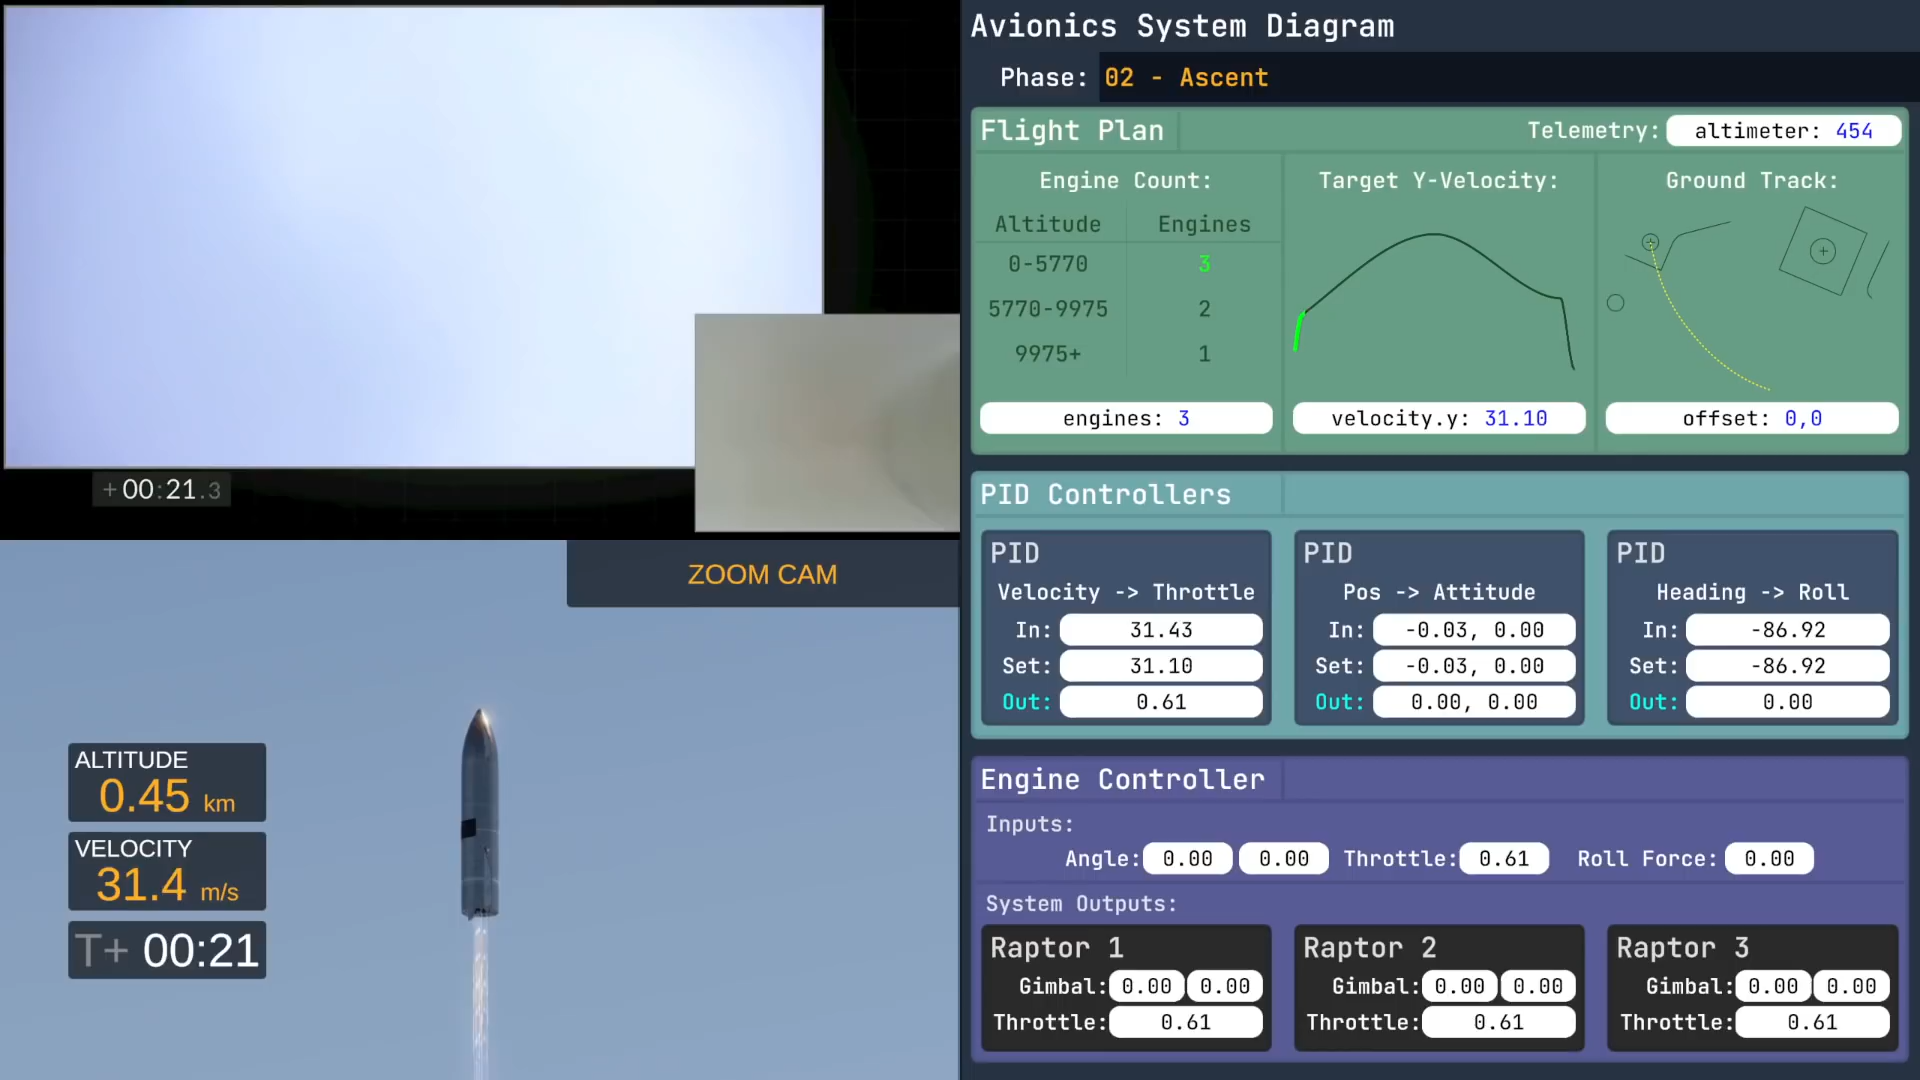 +00:21.3
ZOOM CAM
ALTITUDE
0.45 km
VELOCITY
31.4 m/s
T+ 00:21
Avionics System Diagram
Phase: 02 - Ascent
Flight Plan
Telemetry: altimeter: 454
Engine Count:
Altitude Engines
0-5770 3
5770-9975 2
9975+ 1
engines: 3
Target Y-Velocity:
velocity.y: 31.10
Ground Track:
offset: 0,0
PID Controllers
PID
Velocity -> Throttle
In: 31.43
Set: 31.10
Out: 0.61
PID
Pos -> Attitude
In: -0.03, 0.00
Set: -0.03, 0.00
Out: 0.00, 0.00
PID
Heading -> Roll
In: -86.92
Set: -86.92
Out: 0.00
Engine Controller
Inputs:
Angle: 0.00 0.00 Throttle: 0.61 Roll Force: 0.00
System Outputs:
Raptor 1
Gimbal: 0.00 0.00
Throttle: 0.61
Raptor 2
Gimbal: 0.00 0.00
Throttle: 0.61
Raptor 3
Gimbal: 0.00 0.00
Throttle: 0.61